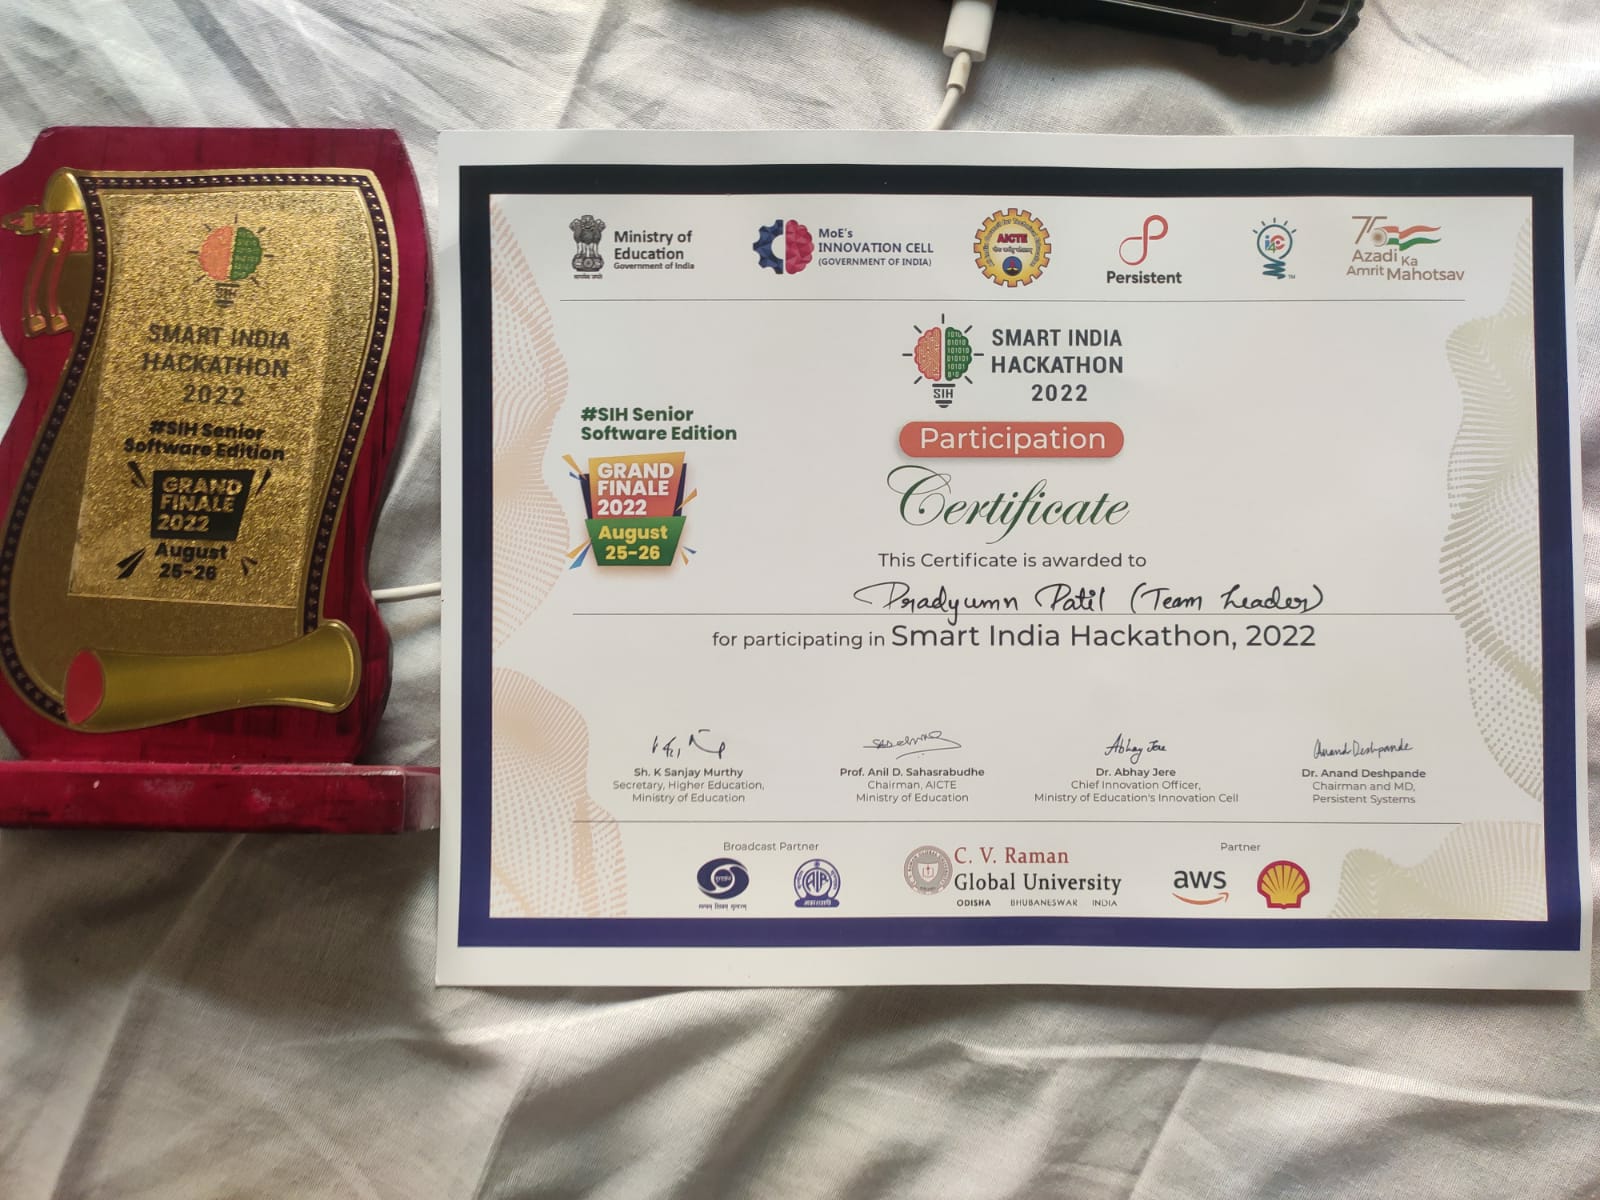 SIH
SMART INDIA
HACKATHON
2022
#SIH Senior
Software Edition
GRAND
FINALE
2022
August
25-26
Ministry of
Education
Government of India
MoE's
INNOVATION CELL
(GOVERNMENT OF INDIA)
AICTE
Persistent
TM
75
Azadi Ka
Amrit Mahotsav
SIH
SMART INDIA
HACKATHON
2022
#SIH Senior
Software Edition
GRAND
FINALE
2022
August
25-26
Participation
Certificate
This Certificate is awarded to
Pradyumn Patil (Team Leader)
for participating in Smart India Hackathon, 2022
Abhay Jere
Anand Deshpande
Sh. K Sanjay Murthy
Secretary, Higher Education,
Ministry of Education
Prof. Anil D. Sahasrabudhe
Chairman, AICTE
Ministry of Education
Dr. Abhay Jere
Chief Innovation Officer,
Ministry of Education's Innovation Cell
Dr. Anand Deshpande
Chairman and MD,
Persistent Systems
Broadcast Partner
C. V. Raman
Global University
ODISHA BHUBANESWAR INDIA
Partner
aws